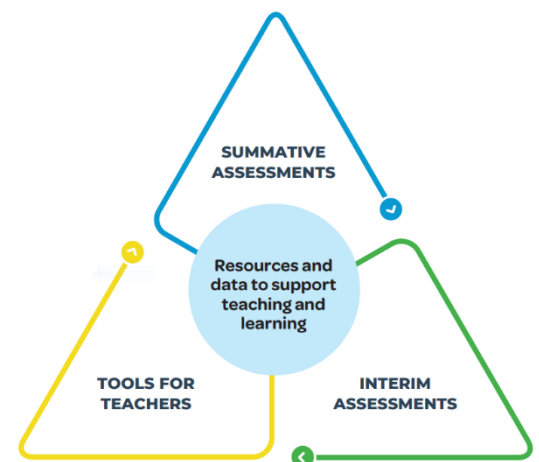 SUMMATIVE
ASSESSMENTS
Resources and
data to support
teaching and
learning
TOOLS FOR
TEACHERS
INTERIM
ASSESSMENTS